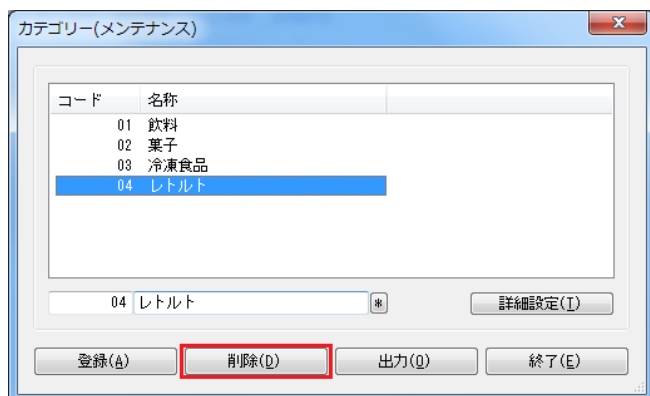 カテゴリー(メンテナンス)
コード 名称
01 飲料
02 菓子
03 冷凍食品
04 レトルト
04 レトルト * 詳細設定(I)
登録(A) 削除(D) 出力(O) 終了(E)